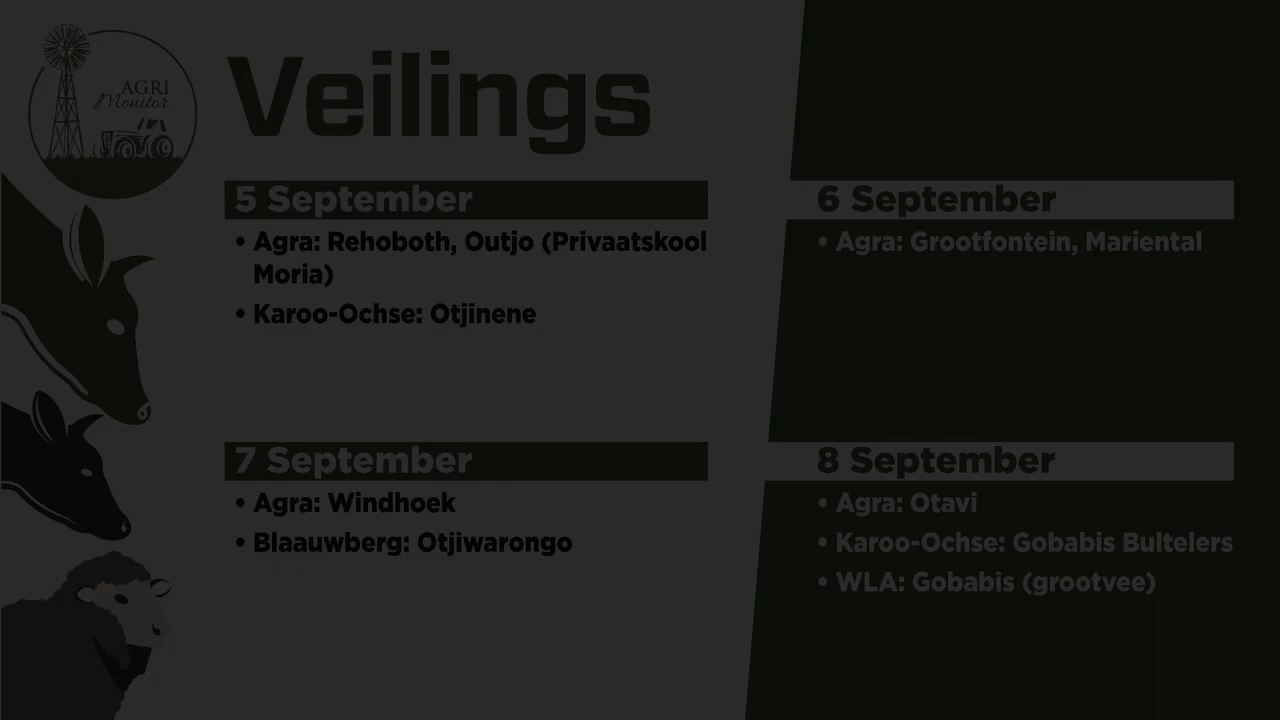 AGRI
Monitor
Veilings
5 September
• Agra: Rehoboth, Outjo (Privaatskool
Moria)
• Karoo-Ochse: Otjinene
6 September
• Agra: Grootfontein, Mariental
7 September
• Agra: Windhoek
• Blaauwberg: Otjiwarongo
8 September
• Agra: Otavi
• Karoo-Ochse: Gobabis Bultelers
• WLA: Gobabis (grootvee)